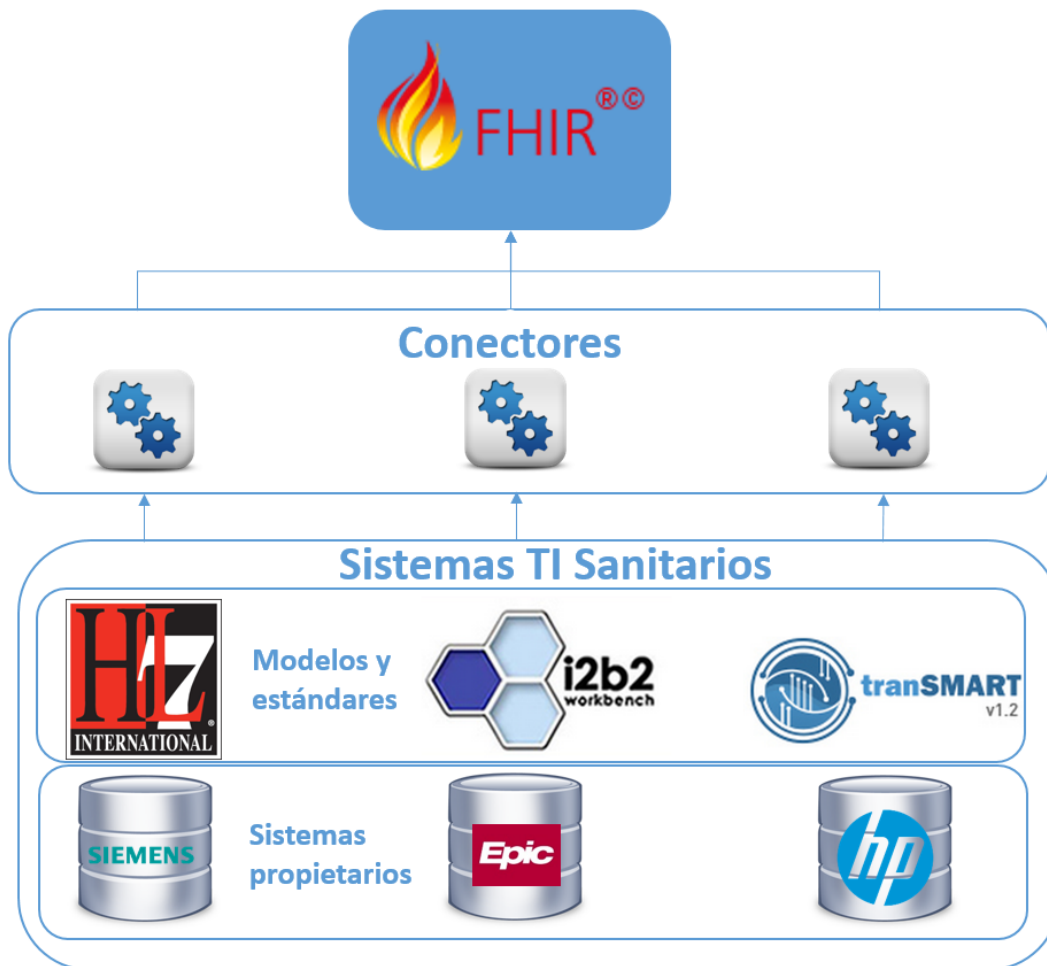 FHIR®©
Conectores
Sistemas TI Sanitarios
HL7®
INTERNATIONAL
Modelos y
estándares
i2b2
workbench
tranSMART
v1.2
SIEMENS
Sistemas
propietarios
Epic
hp